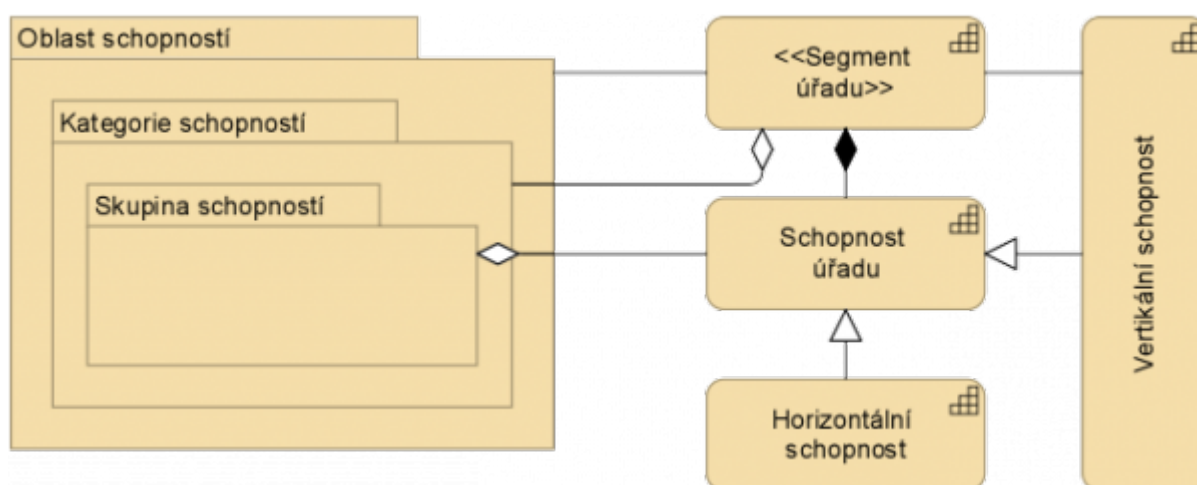 Oblast schopností
Kategorie schopností
Skupina schopností
<<Segment
úřadu>>
Schopnost
úřadu
Horizontální
schopnost
Vertikální schopnost